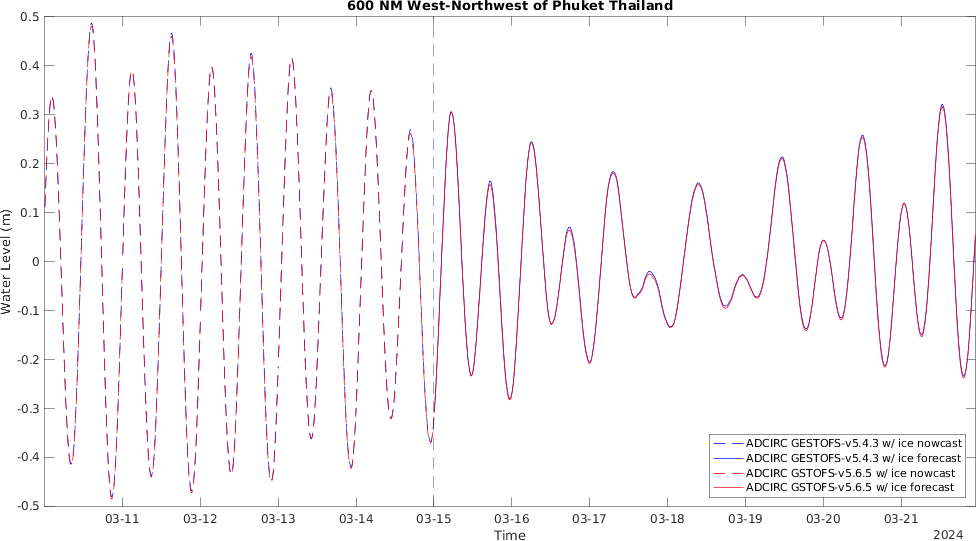 600 NM West-Northwest of Phuket Thailand
0.5
0.4
0.3
0.2
0.1
0
-0.1
-0.2
-0.3
-0.4
-0.5
Water Level (m)
ADCIRC GESTOFS-v5.4.3 w/ ice nowcast
ADCIRC GESTOFS-v5.4.3 w/ ice forecast
ADCIRC GSTOFS-v5.6.5 w/ ice nowcast
ADCIRC GSTOFS-v5.6.5 w/ ice forecast
03-11 03-12 03-13 03-14 03-15 03-16 03-17 03-18 03-19 03-20 03-21
Time
2024